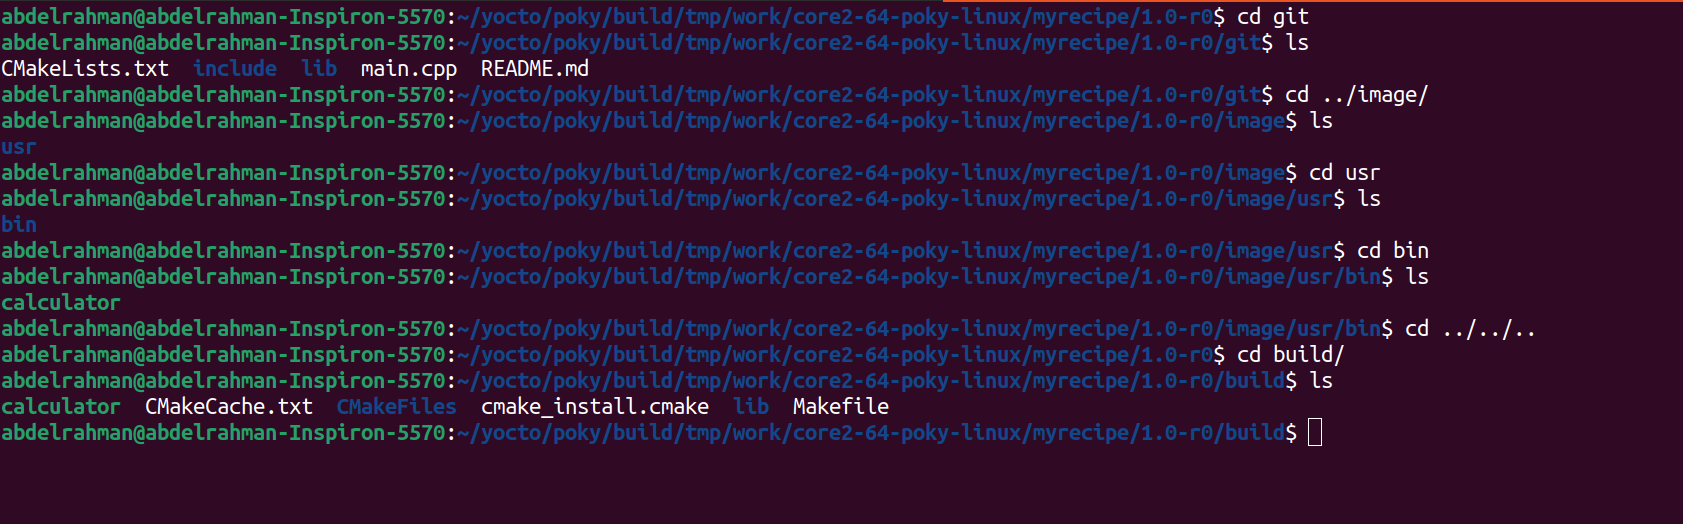 abdelrahman@abdelrahman-Inspiron-5570:~/yocto/poky/build/tmp/work/core2-64-poky-linux/myrecipe/1.0-r0$ cd git
abdelrahman@abdelrahman-Inspiron-5570:~/yocto/poky/build/tmp/work/core2-64-poky-linux/myrecipe/1.0-r0/git$ ls
CMakeLists.txt  include  lib  main.cpp  README.md
abdelrahman@abdelrahman-Inspiron-5570:~/yocto/poky/build/tmp/work/core2-64-poky-linux/myrecipe/1.0-r0/git$ cd ../image/
abdelrahman@abdelrahman-Inspiron-5570:~/yocto/poky/build/tmp/work/core2-64-poky-linux/myrecipe/1.0-r0/image$ ls
usr
abdelrahman@abdelrahman-Inspiron-5570:~/yocto/poky/build/tmp/work/core2-64-poky-linux/myrecipe/1.0-r0/image$ cd usr
abdelrahman@abdelrahman-Inspiron-5570:~/yocto/poky/build/tmp/work/core2-64-poky-linux/myrecipe/1.0-r0/image/usr$ ls
bin
abdelrahman@abdelrahman-Inspiron-5570:~/yocto/poky/build/tmp/work/core2-64-poky-linux/myrecipe/1.0-r0/image/usr$ cd bin
abdelrahman@abdelrahman-Inspiron-5570:~/yocto/poky/build/tmp/work/core2-64-poky-linux/myrecipe/1.0-r0/image/usr/bin$ ls
calculator
abdelrahman@abdelrahman-Inspiron-5570:~/yocto/poky/build/tmp/work/core2-64-poky-linux/myrecipe/1.0-r0/image/usr/bin$ cd ../../..
abdelrahman@abdelrahman-Inspiron-5570:~/yocto/poky/build/tmp/work/core2-64-poky-linux/myrecipe/1.0-r0$ cd build/
abdelrahman@abdelrahman-Inspiron-5570:~/yocto/poky/build/tmp/work/core2-64-poky-linux/myrecipe/1.0-r0/build$ ls
calculator  CMakeCache.txt  CMakeFiles  cmake_install.cmake  lib  Makefile
abdelrahman@abdelrahman-Inspiron-5570:~/yocto/poky/build/tmp/work/core2-64-poky-linux/myrecipe/1.0-r0/build$